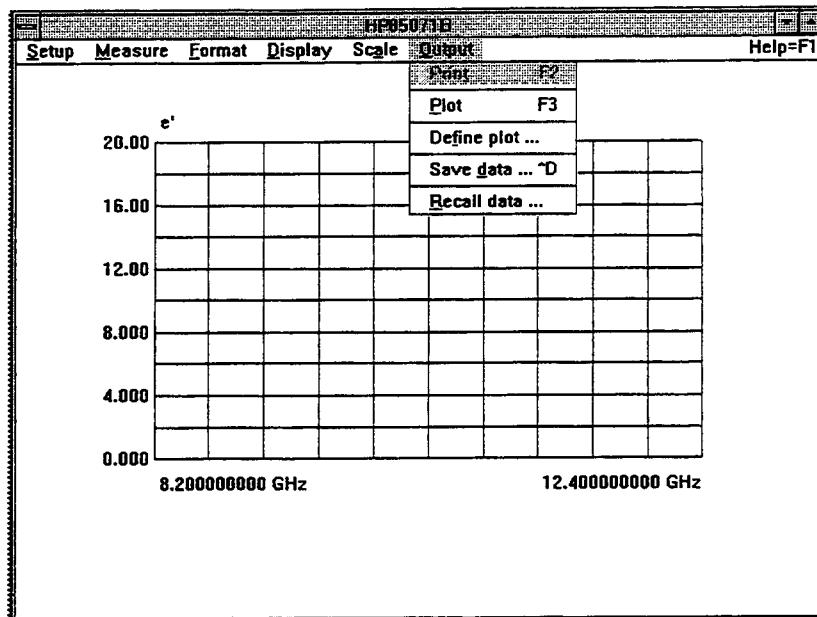 HP85071B
Setup Measure Format Display Scale Output Help=F1
Print F2
Plot F3
Define plot ...
Save data ... ^D
Recall data ...
e'
20.00
16.00
12.00
8.000
4.000
0.000
8.200000000 GHz 12.400000000 GHz